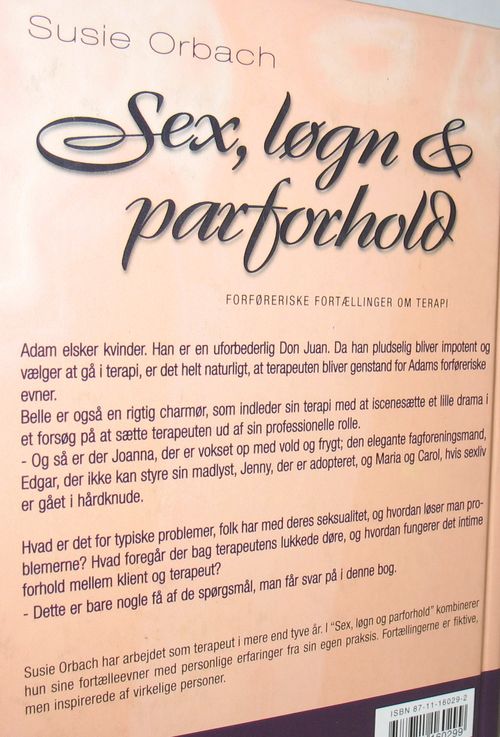 Susie Orbach
Sex, løgn &
parforhold
FORFØRERISKE FORTÆLLINGER OM TERAPI
Adam elsker kvinder. Han er en uforbederlig Don Juan. Da han pludselig bliver impotent og
vælger at gå i terapi, er det helt naturligt, at terapeuten bliver genstand for Adams forføreriske
evner.
Belle er også en rigtig charmør, som indleder sin terapi med at iscenesætte et lille drama i
et forsøg på at sætte terapeuten ud af sin professionelle rolle.
- Og så er der Joanna, der er vokset op med vold og frygt; den elegante fagforeningsmand,
Edgar, der ikke kan styre sin madlyst, Jenny, der er adopteret, og Maria og Carol, hvis sexliv
er gået i hårdknude.
Hvad er det for typiske problemer, folk har med deres seksualitet, og hvordan løser man pro-
blemerne? Hvad foregår der bag terapeutens lukkede døre, og hvordan fungerer det intime
forhold mellem klient og terapeut?
- Dette er bare nogle få af de spørgsmål, man får svar på i denne bog.
Susie Orbach har arbejdet som terapeut i mere end tyve år. I "Sex, løgn og parforhold" kombinerer
hun sine fortælleevner med personlige erfaringer fra sin egen praksis. Fortællingerne er fiktive,
men inspirerede af virkelige personer.
ISBN 87-11-16029-2